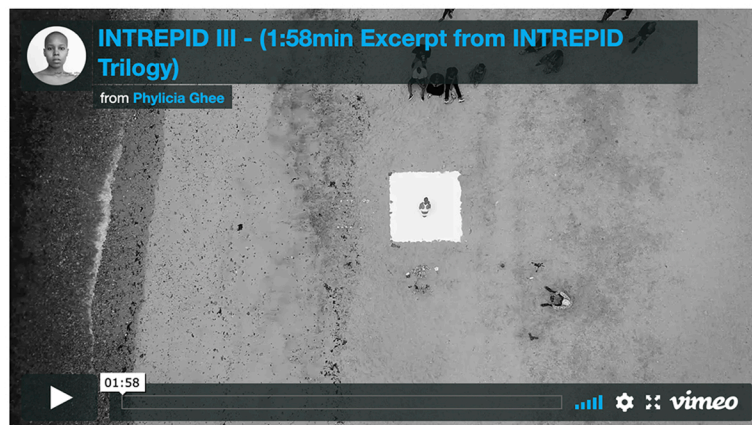 INTREPID III - (1:58min Excerpt from INTREPID
Trilogy)
from Phylicia Ghee
01:58
vimeo